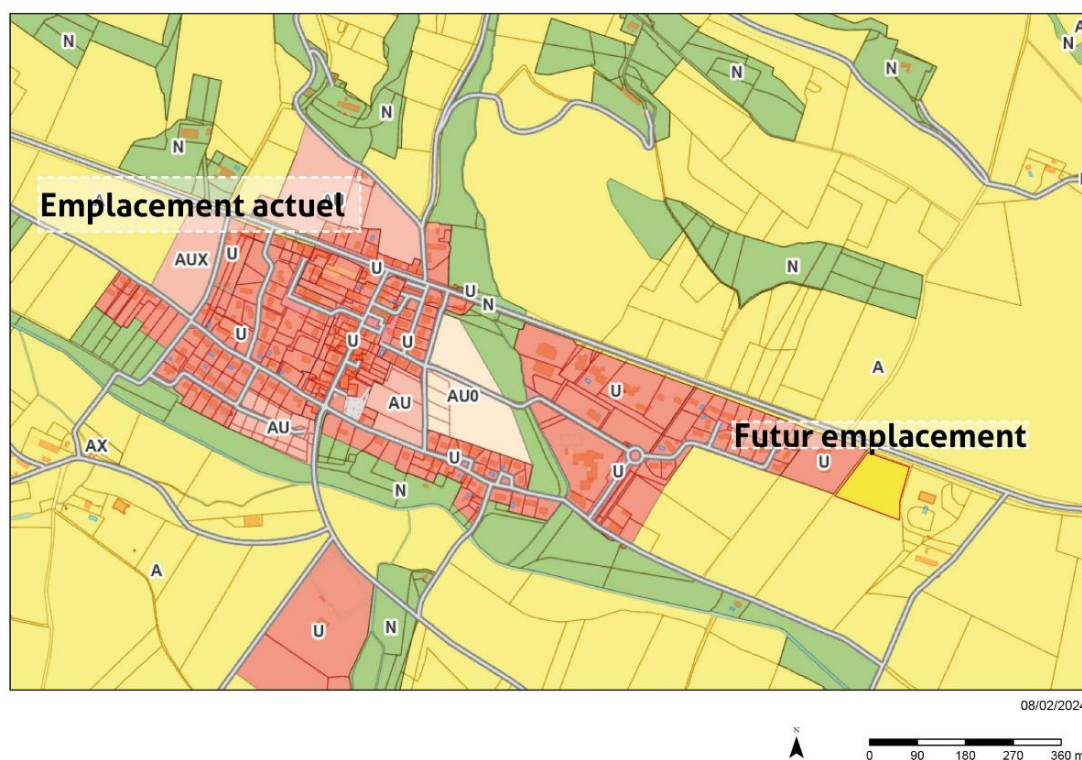 A
N
N
N
N
N
N
A
Emplacement actuel
AUX
U
N
U
U
N
A
U
U
U
U
AU
AU0
Futur emplacement
AU
U
U
AX
N
A
U
N
08/02/2024
N
0 90 180 270 360 m